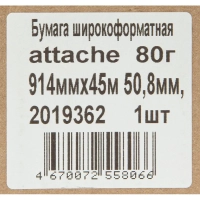 Бумага широкоформатная
attache 80г
914ммх45м 50,8мм,
2019362 1шт
4 670072 558066